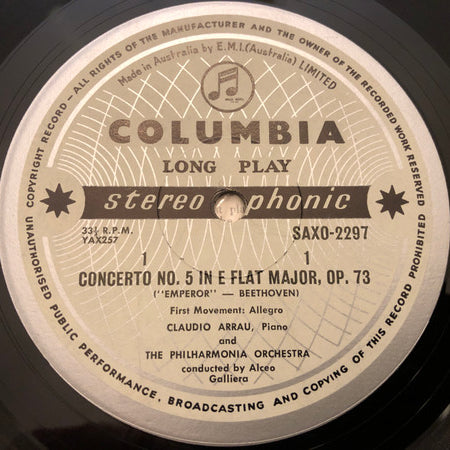 COPYRIGHT RECORD — ALL RIGHTS OF THE MANUFACTURER AND THE OWNER OF THE RECORDED WORK RESERVED
UNAUTHORISED PUBLIC PERFORMANCE, BROADCASTING AND COPYING OF THIS RECORD PROHIBITED
Made in Australia by E.M.I. (Australia) LIMITED
COLUMBIA
LONG PLAY
stereo phonic
33⅓ R.P.M.
YAX257
SAXO-2297
1 1
CONCERTO NO. 5 IN E FLAT MAJOR, OP. 73
("EMPEROR" — BEETHOVEN)
First Movement: Allegro
CLAUDIO ARRAU, Piano
and
THE PHILHARMONIA ORCHESTRA
conducted by Alceo
Galliera